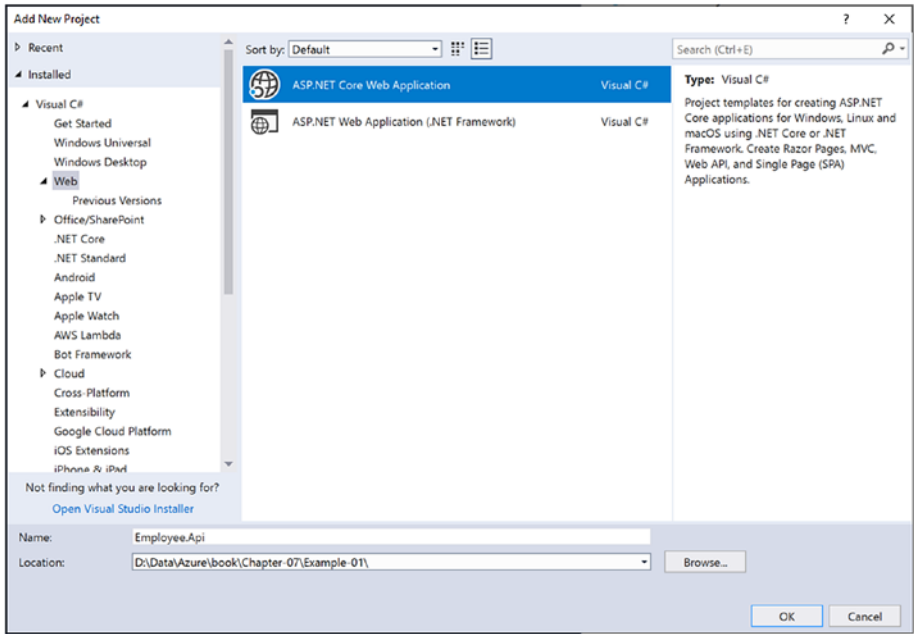 Add New Project
?
Recent
Installed
Visual C#
Get Started
Windows Universal
Windows Desktop
Web
Previous Versions
Office/SharePoint
.NET Core
.NET Standard
Android
Apple TV
Apple Watch
AWS Lambda
Bot Framework
Cloud
Cross-Platform
Extensibility
Google Cloud Platform
iOS Extensions
iPhone & iPad
Not finding what you are looking for?
Open Visual Studio Installer
Sort by: Default
ASP.NET Core Web Application Visual C#
ASP.NET Web Application (.NET Framework) Visual C#
Search (Ctrl+E)
Type: Visual C#
Project templates for creating ASP.NET
Core applications for Windows, Linux and
macOS using .NET Core or .NET
Framework. Create Razor Pages, MVC,
Web API, and Single Page (SPA)
Applications.
Name: Employee.Api
Location: D:\Data\Azure\book\Chapter-07\Example-01\
Browse...
OK Cancel